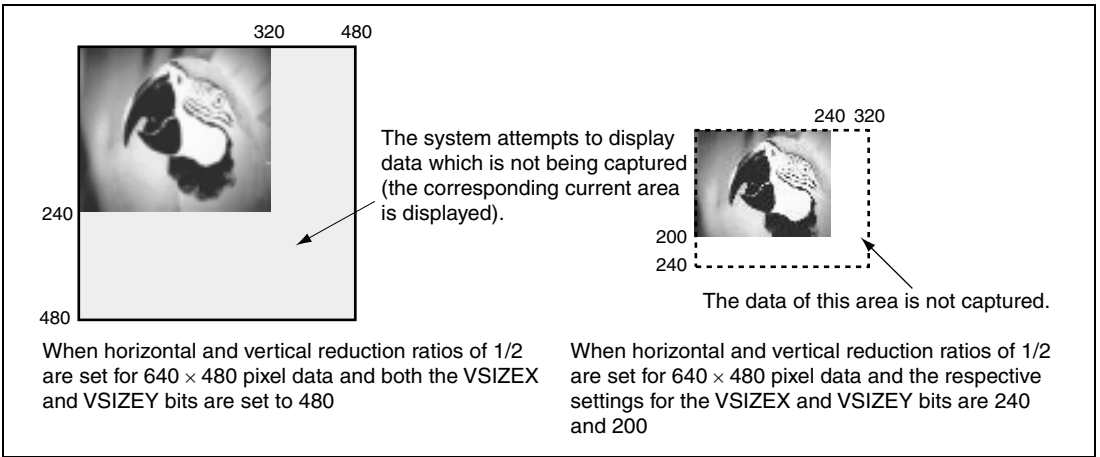 320 480
240
480
The system attempts to display
data which is not being captured
(the corresponding current area
is displayed).
240 320
200
240
The data of this area is not captured.
When horizontal and vertical reduction ratios of 1/2
are set for 640 × 480 pixel data and both the VSIZEX
and VSIZEY bits are set to 480
When horizontal and vertical reduction ratios of 1/2
are set for 640 × 480 pixel data and the respective
settings for the VSIZEX and VSIZEY bits are 240
and 200